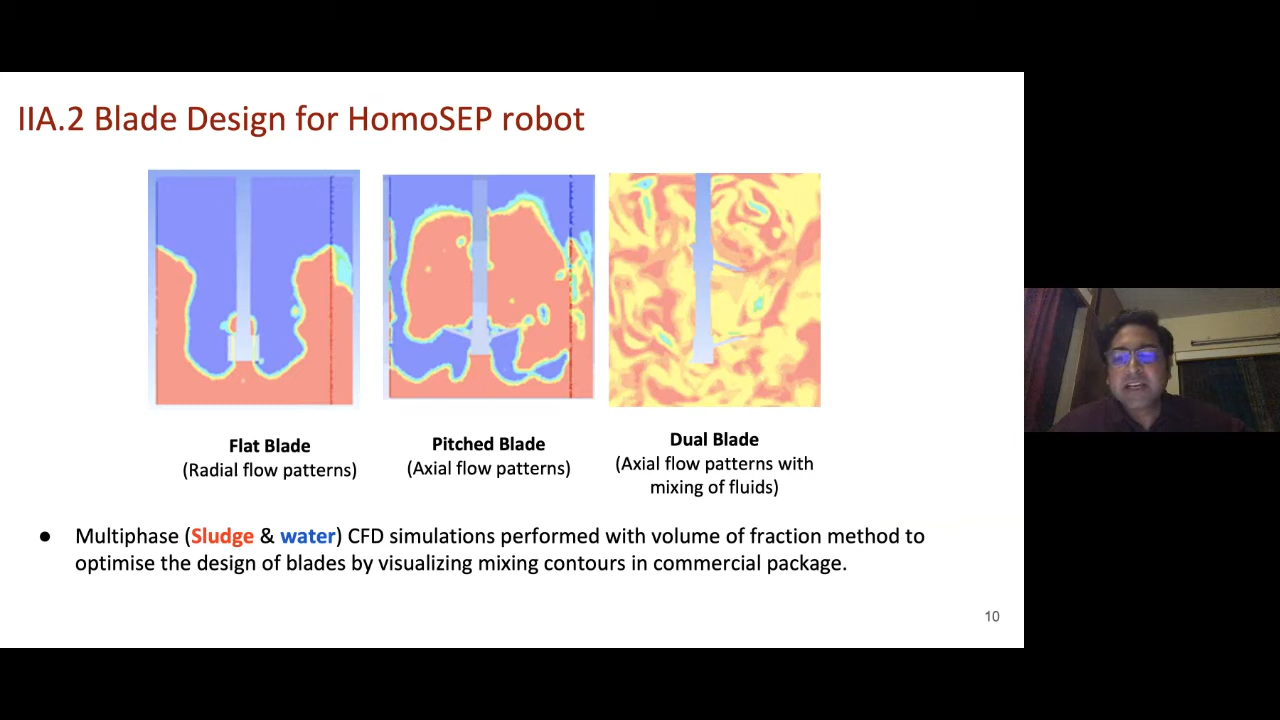 IIA.2 Blade Design for HomoSEP robot
Flat Blade
(Radial flow patterns)
Pitched Blade
(Axial flow patterns)
Dual Blade
(Axial flow patterns with
mixing of fluids)
● Multiphase (Sludge & water) CFD simulations performed with volume of fraction method to
optimise the design of blades by visualizing mixing contours in commercial package.
10